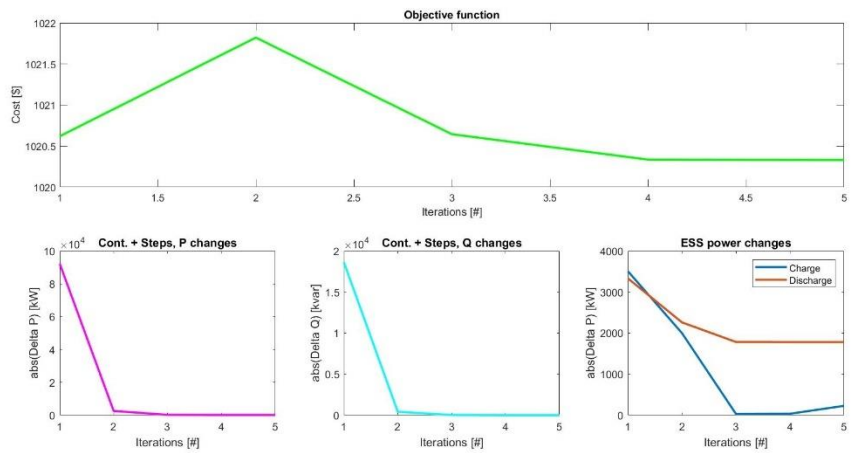 Objective function
1022
1021.5
1021
1020.5
1020
Cost [$]
1 1.5 2 2.5 3 3.5 4 4.5 5
Iterations [#]
Cont. + Steps, P changes
×10⁴
10
8
6
4
2
0
abs(Delta P) [kW]
1 2 3 4 5
Iterations [#]
Cont. + Steps, Q changes
×10⁴
2
1.5
1
0.5
0
abs(Delta Q) [kvar]
1 2 3 4 5
Iterations [#]
ESS power changes
4000
3000
2000
1000
0
abs(Delta P) [kW]
Charge
Discharge
1 2 3 4 5
Iterations [#]